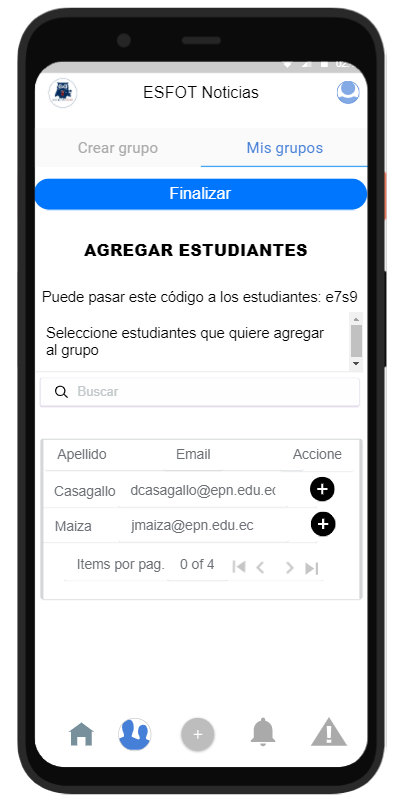 ESFOT Noticias
Crear grupo Mis grupos
Finalizar
AGREGAR ESTUDIANTES
Puede pasar este código a los estudiantes: e7s9
Seleccione estudiantes que quiere agregar
al grupo
Buscar
Apellido Email Accione
Casagallo dcasagallo@epn.edu.ec
Maiza jmaiza@epn.edu.ec
Items por pag. 0 of 4